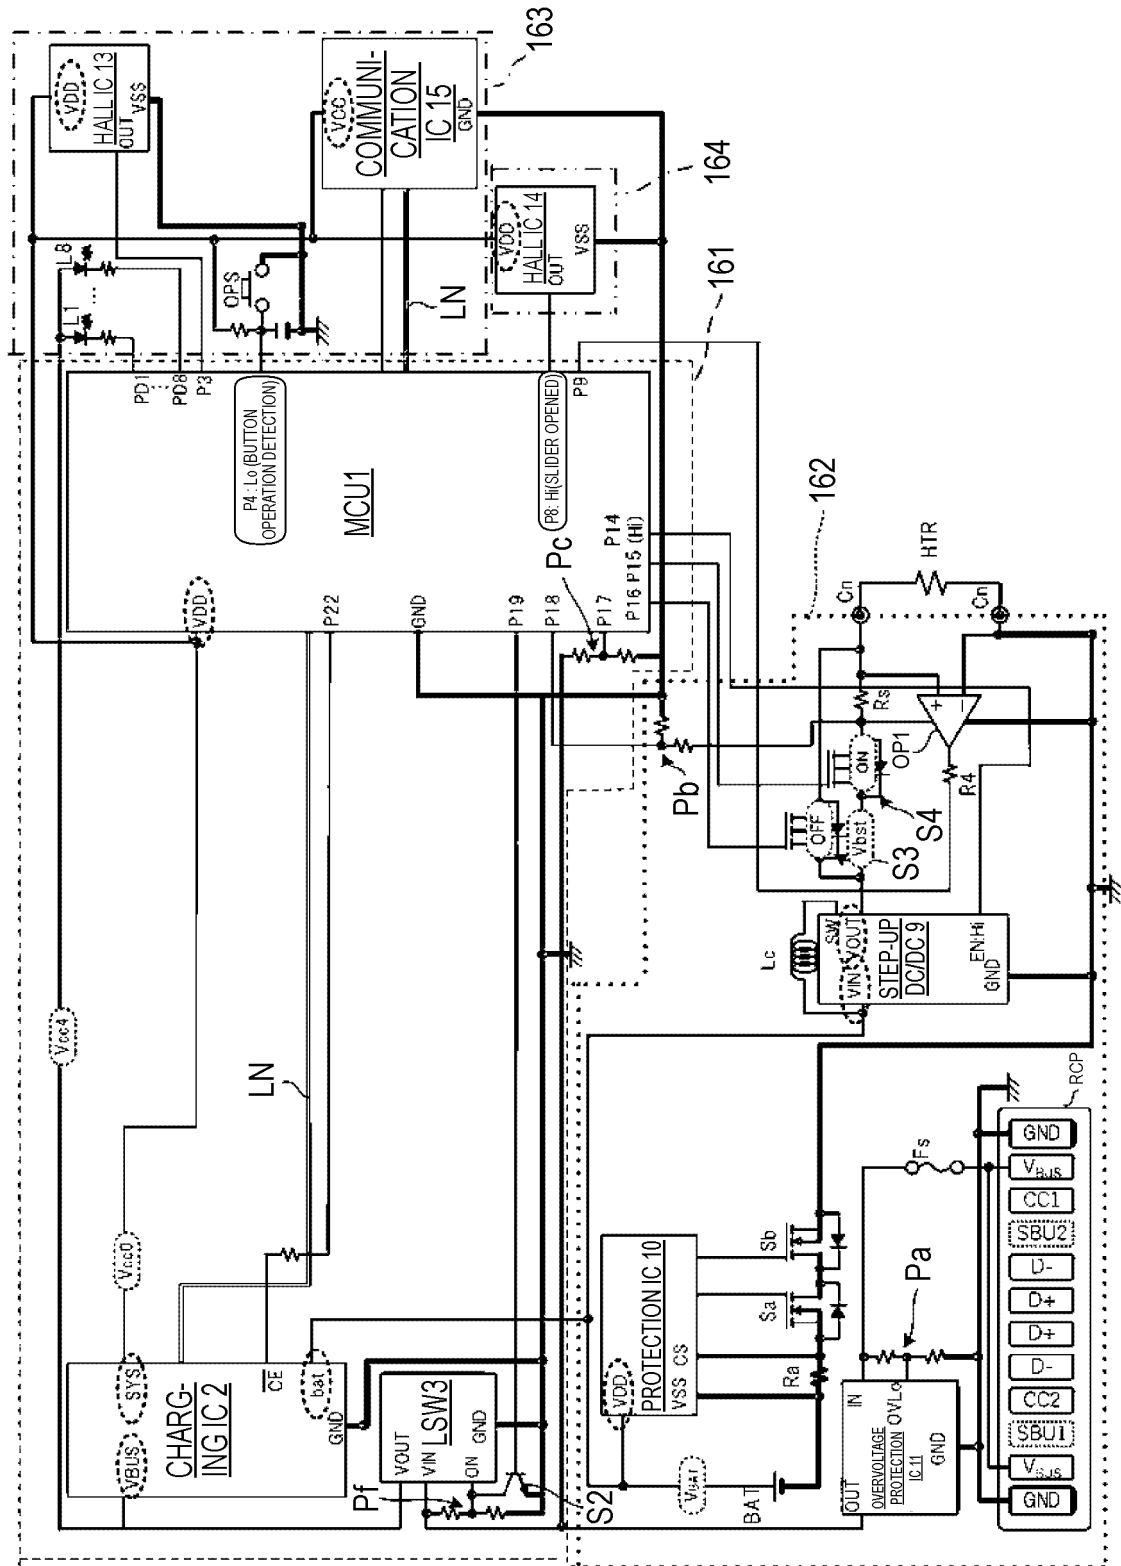 163
VDD
HALL IC 13
OUT
VSS
VCC
COMMUNI-
CATION
IC 15
GND
164
VDD
HALL IC 14
OUT
VSS
161
L8
L1
OPS
LN
PD1
PD8
P3
P4 : Lo (BUTTON
OPERATION DETECTION)
MCU1
P8: Hi(SLIDER OPENED)
P9
P14
P15 (Hi)
P16
VDD
P22
GND
P19
P18
P17
Pc
162
HTR
Cn
Cn
Rs
+
−
OP1
R4
ON
OFF
Vbst
S4
S3
Pb
Lc
SW
VIN
VOUT
STEP-UP
DC/DC 9
EN:Hi
GND
Vcc4
Vcc0
LN
VBUS
SYS
CHARG-
ING IC 2
CE
bat
GND
VOUT
VIN
LSW3
ON
GND
Pf
S2
VDD
PROTECTION IC 10
VSS
CS
Sa
Sb
Ra
VBAT
BAT
Fs
Pa
OUT
IN
OVERVOLTAGE
PROTECTION
IC 11
OVLo
GND
RCP
GND
VBUS
CC1
SBU2
D-
D+
D+
D-
CC2
SBU1
VBUS
GND